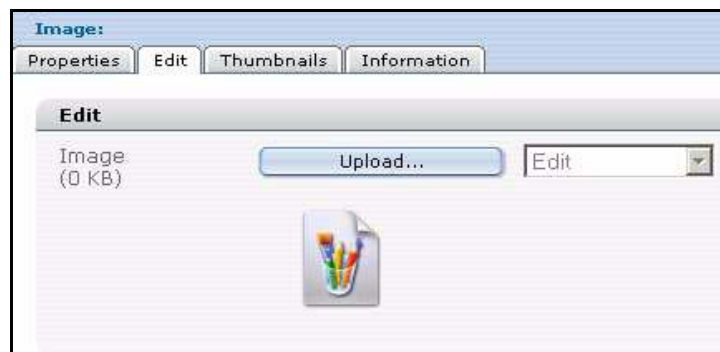 Image:
Properties Edit Thumbnails Information
Edit
Image Upload... Edit
(0 KB)